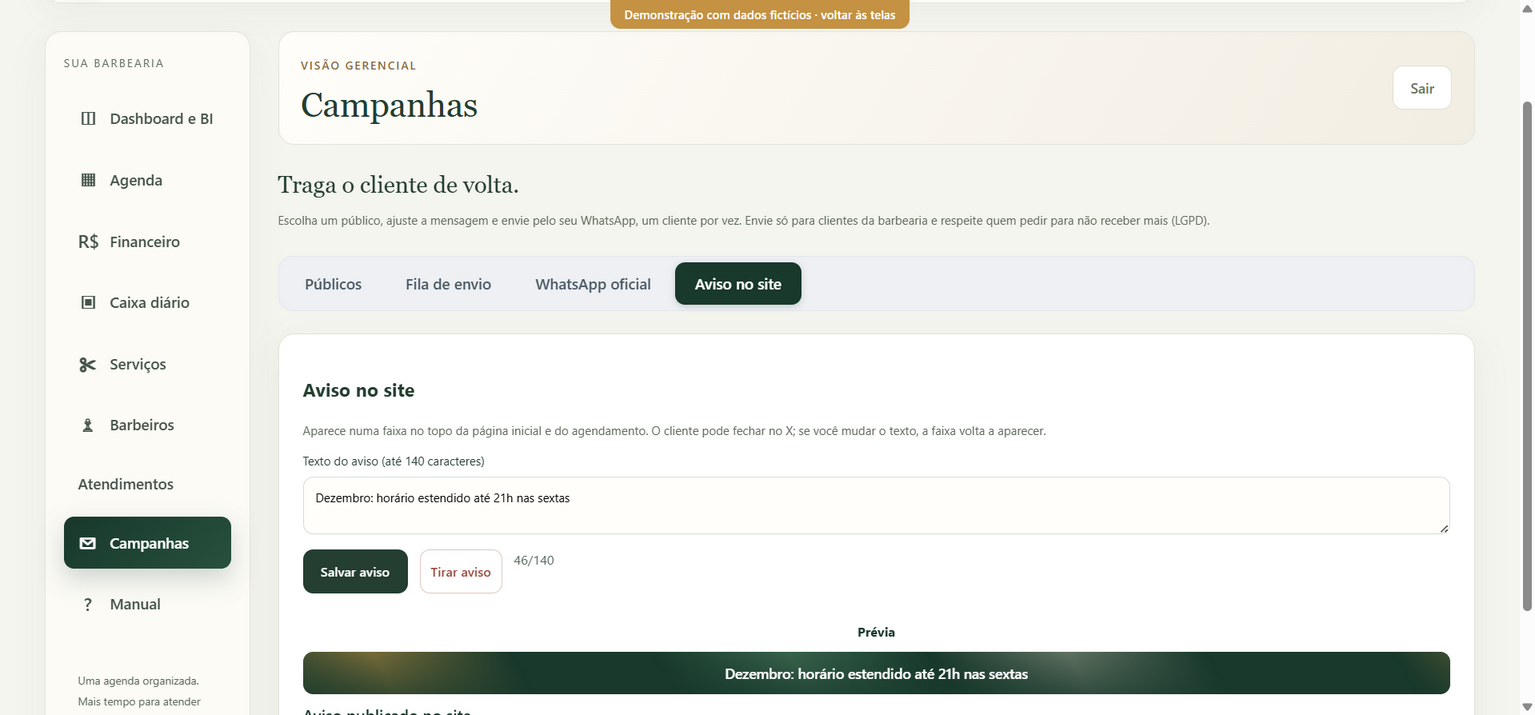 Demonstração com dados fictícios · voltar às telas
SUA BARBEARIA
Dashboard e BI
Agenda
R$ Financeiro
Caixa diário
Serviços
Barbeiros
Atendimentos
Campanhas
? Manual
Uma agenda organizada.
Mais tempo para atender
VISÃO GERENCIAL
Campanhas
Sair
Traga o cliente de volta.
Escolha um público, ajuste a mensagem e envie pelo seu WhatsApp, um cliente por vez. Envie só para clientes da barbearia e respeite quem pedir para não receber mais (LGPD).
Públicos
Fila de envio
WhatsApp oficial
Aviso no site
Aviso no site
Aparece numa faixa no topo da página inicial e do agendamento. O cliente pode fechar no X; se você mudar o texto, a faixa volta a aparecer.
Texto do aviso (até 140 caracteres)
Dezembro: horário estendido até 21h nas sextas
Salvar aviso
Tirar aviso
46/140
Prévia
Dezembro: horário estendido até 21h nas sextas
Aviso publicado no site